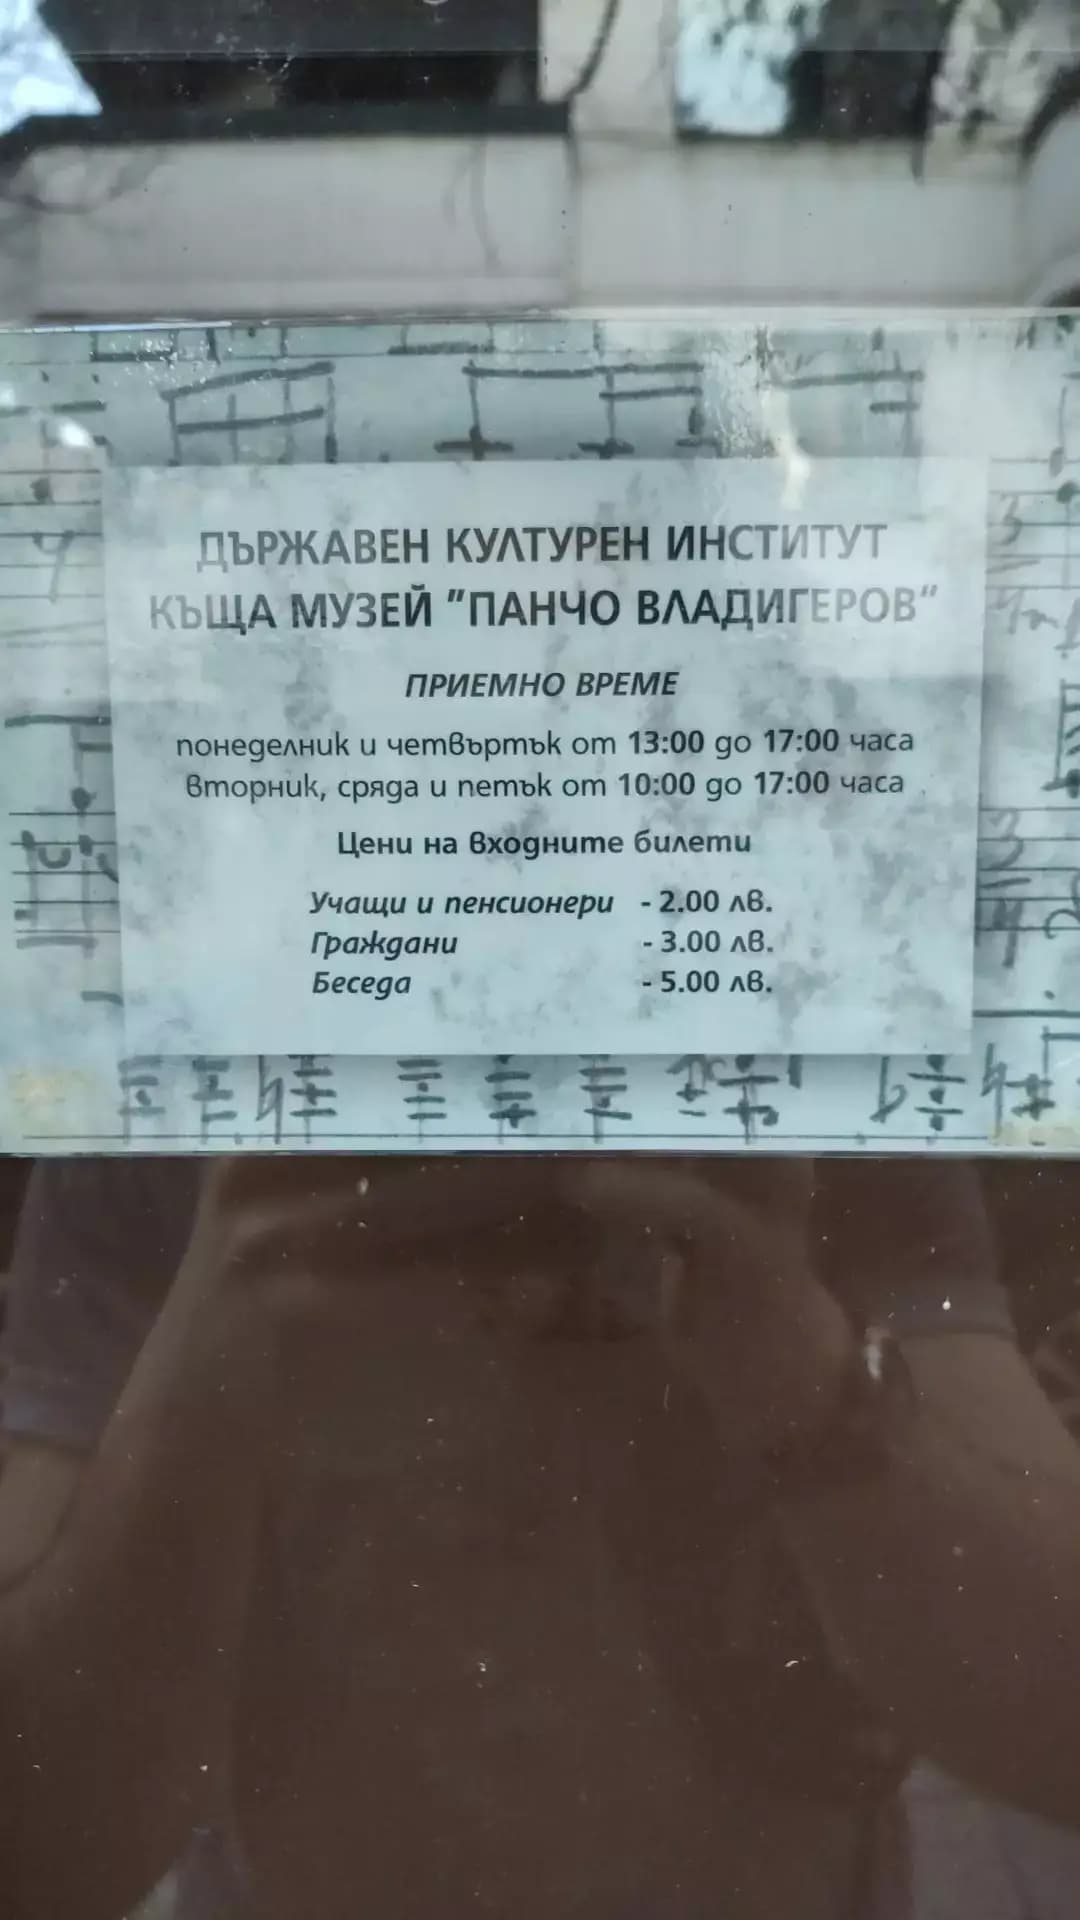 ДЪРЖАВЕН КУЛТУРЕН ИНСТИТУТ
КЪЩА МУЗЕЙ "ПАНЧО ВЛАДИГЕРОВ"
ПРИЕМНО ВРЕМЕ
понеделник и четвъртък от 13:00 до 17:00 часа
вторник, сряда и петък от 10:00 до 17:00 часа
Цени на входните билети
Учащи и пенсионери - 2.00 лв.
Граждани - 3.00 лв.
Беседа - 5.00 лв.